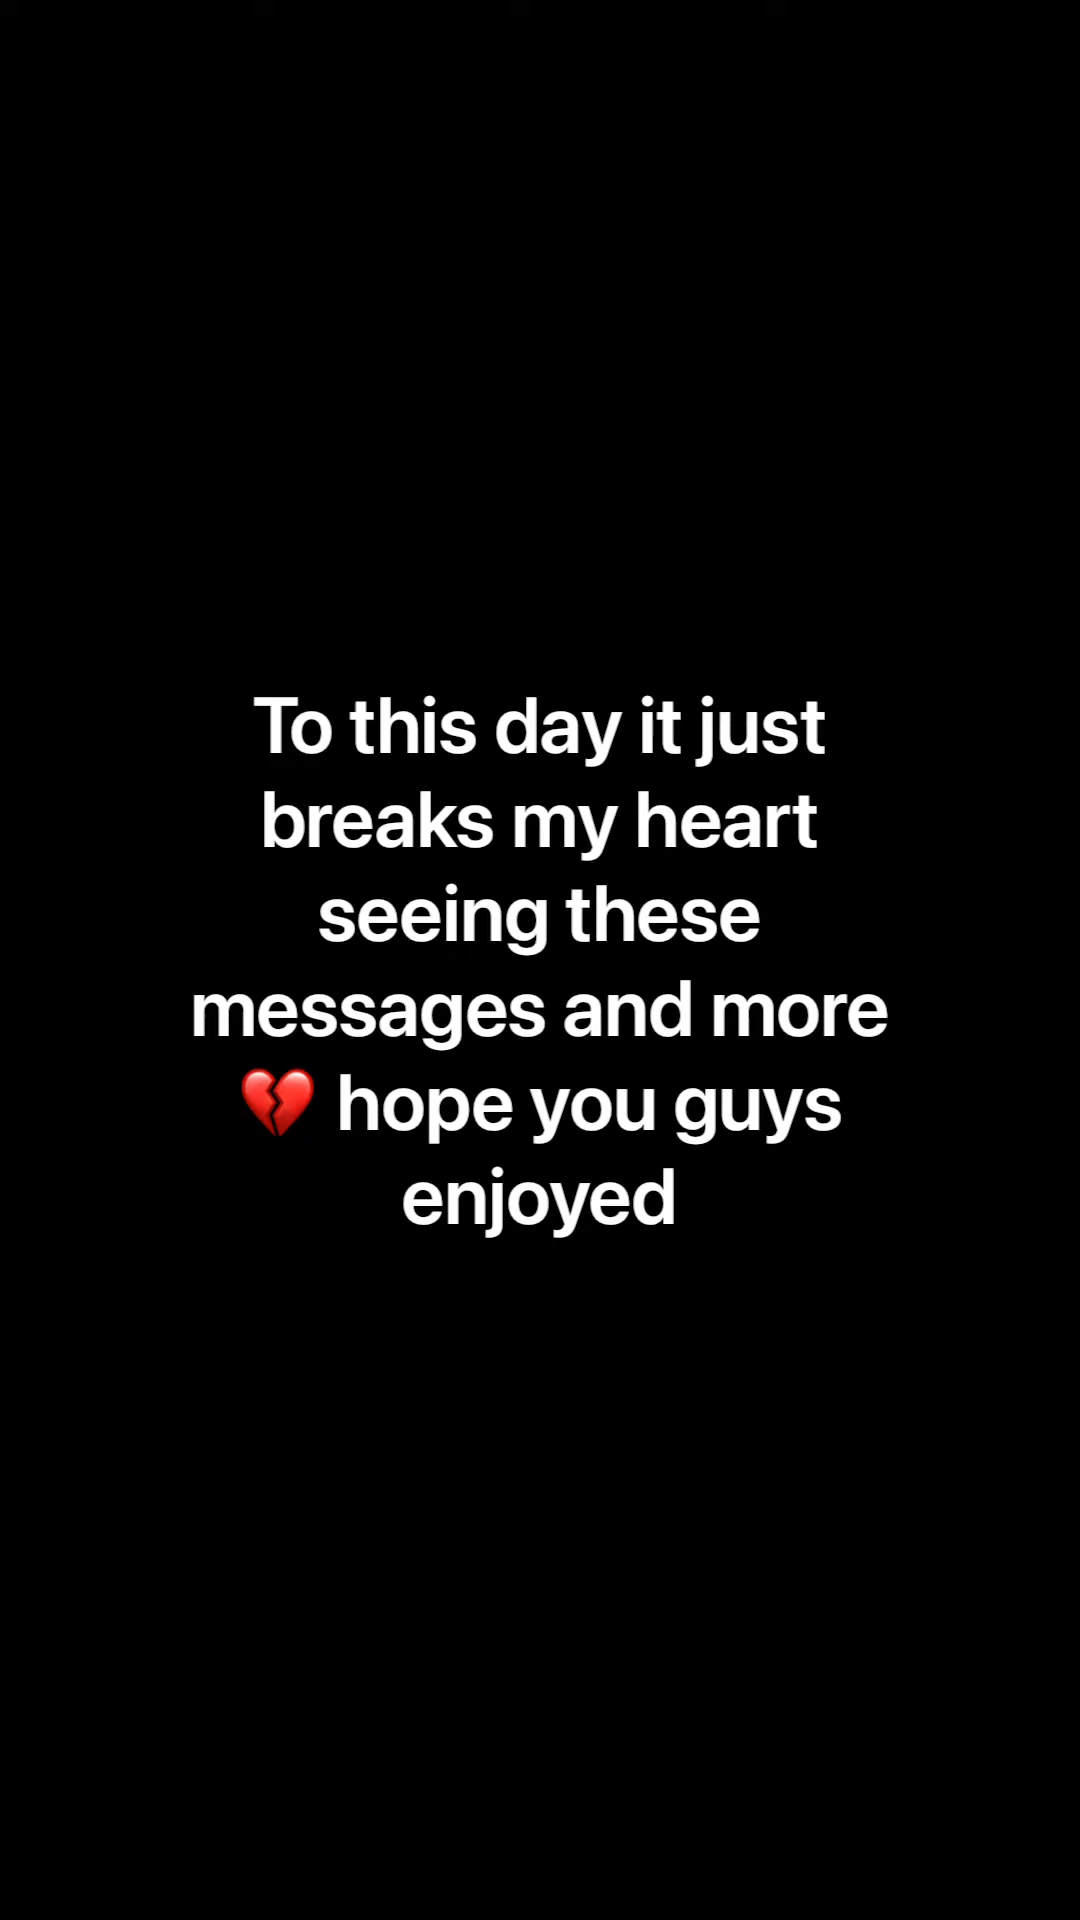 To this day it just
breaks my heart
seeing these
messages and more
💔 hope you guys
enjoyed